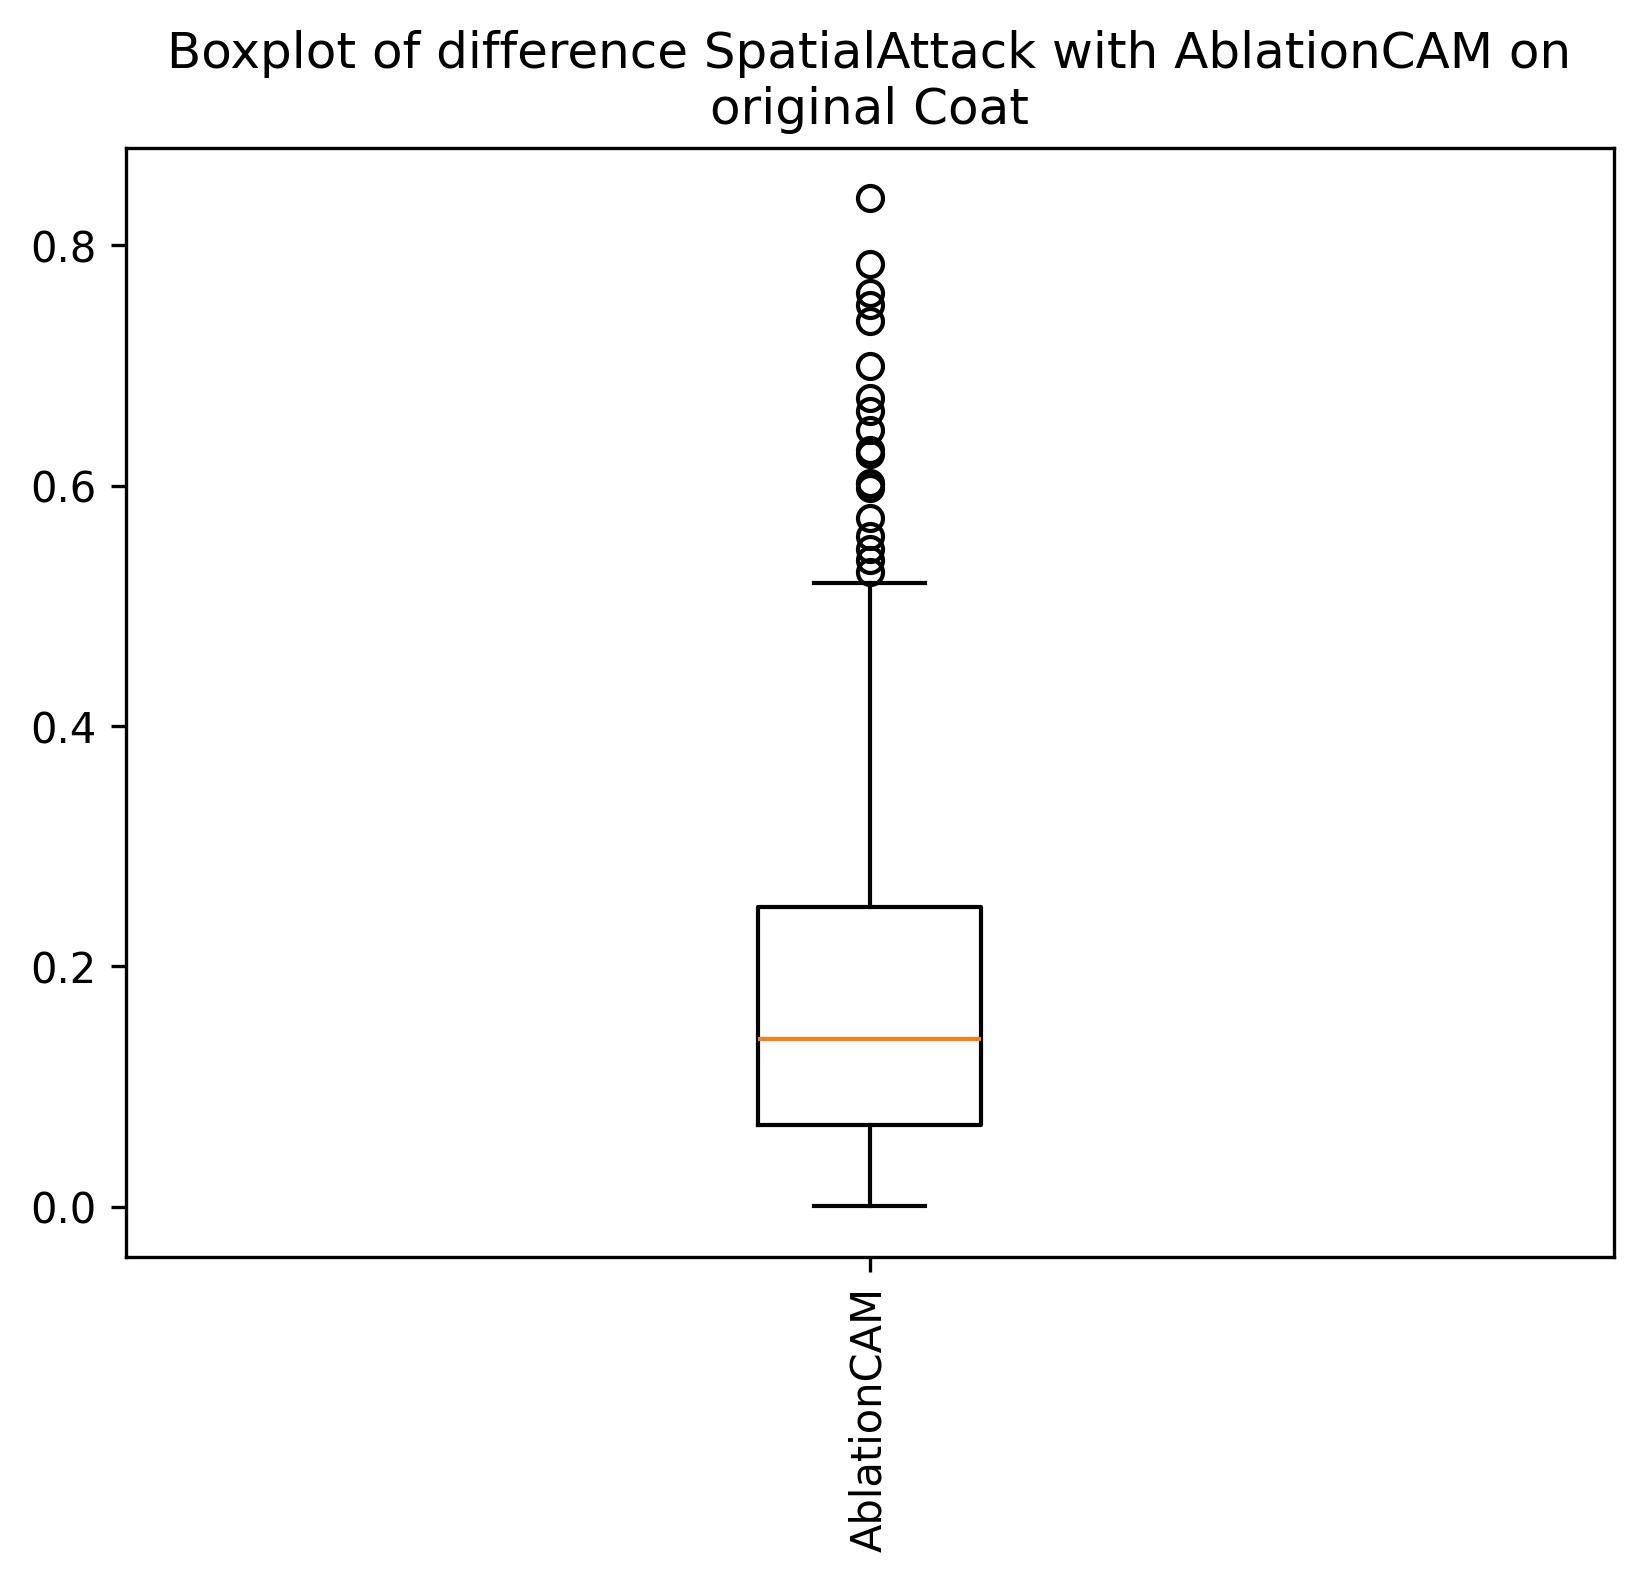 Boxplot of difference SpatialAttack with AblationCAM on
original Coat
0.8
0.6
0.4
0.2
0.0
AblationCAM